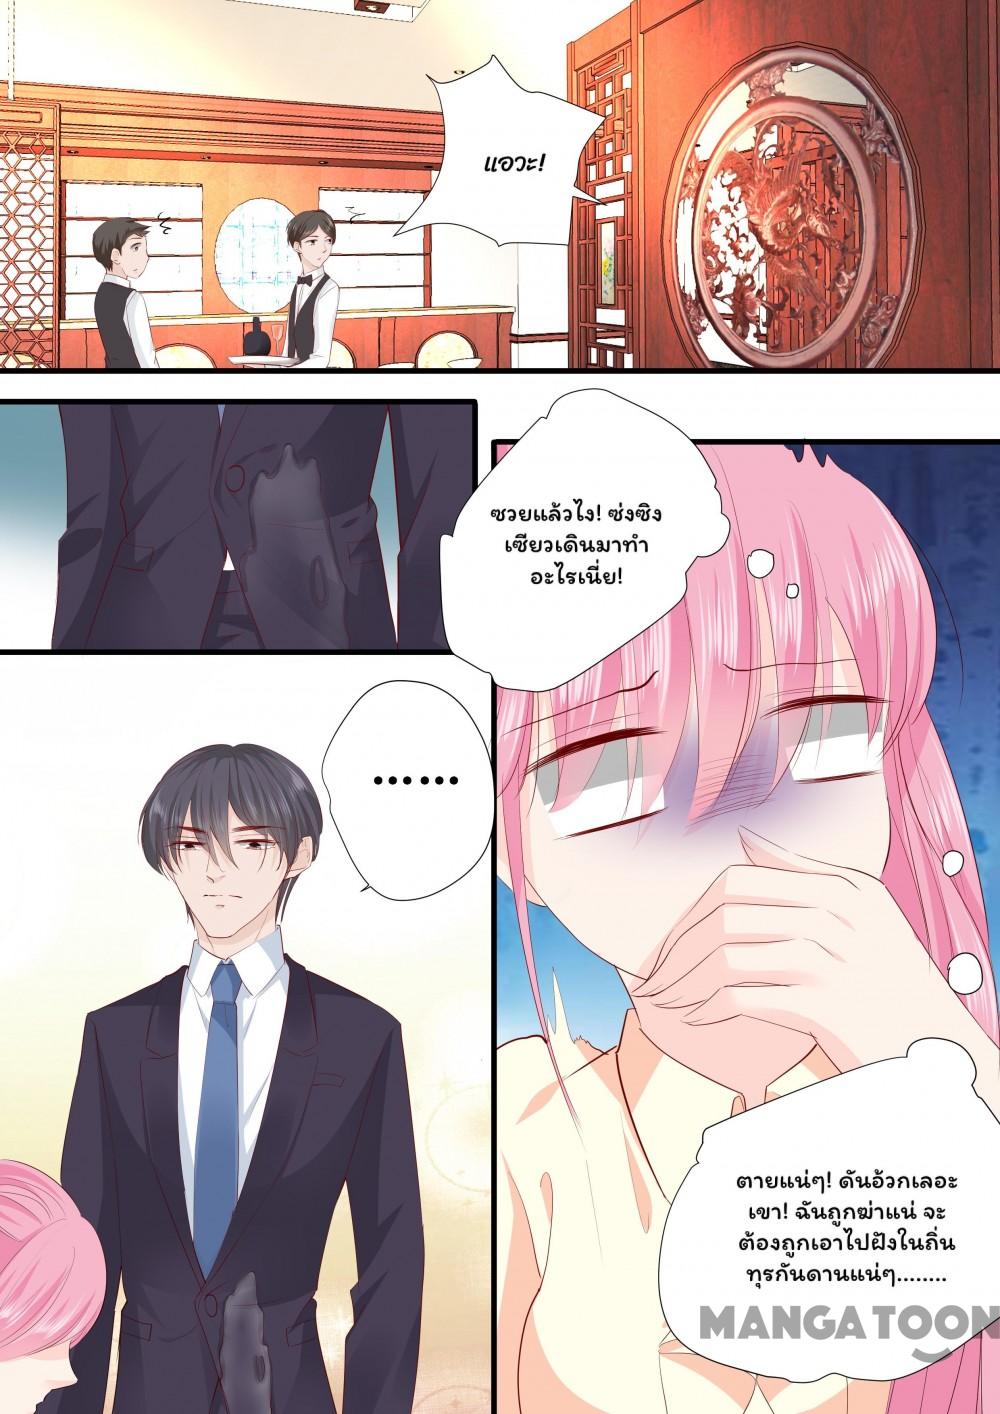 แอวะ!
ซวยแล้วไง! ซ่งซิง
เซียวเดินมาทำ
อะไรเนี่ย!
......
ตายแน่ๆ! ดันอ้วกเลอะ
เขา! ฉันถูกฆ่าแน่ จะ
ต้องถูกเอาไปฝังในถิ่น
ทุรกันดานแน่ๆ........
MANGA TOON